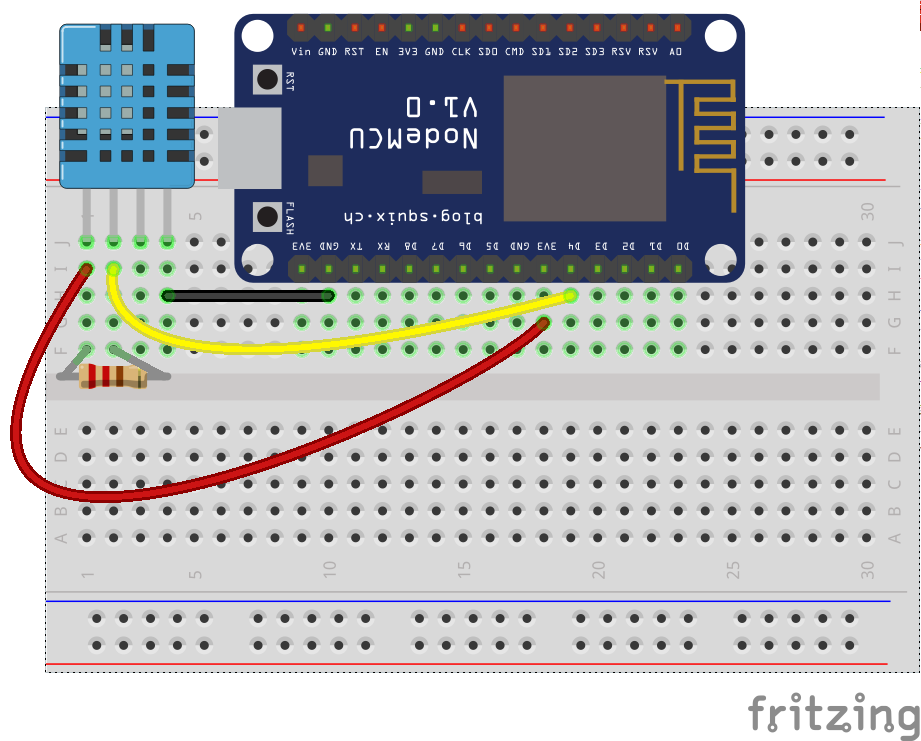 Vin GND RST EN 3V3 GND CLK SD0 CMD SD1 SD2 SD3 RSV RSV A0
RST
NodeMCU
V1.0
FLASH
blog.squix.ch
1 5 30
3V3 GND TX RX D8 D7 D6 D5 GND 3V3 D4 D3 D2 D1 D0
J J
I I
H H
G G
F F
E E
D D
C C
B B
A A
1 5 10 15 20 25 30
fritzing